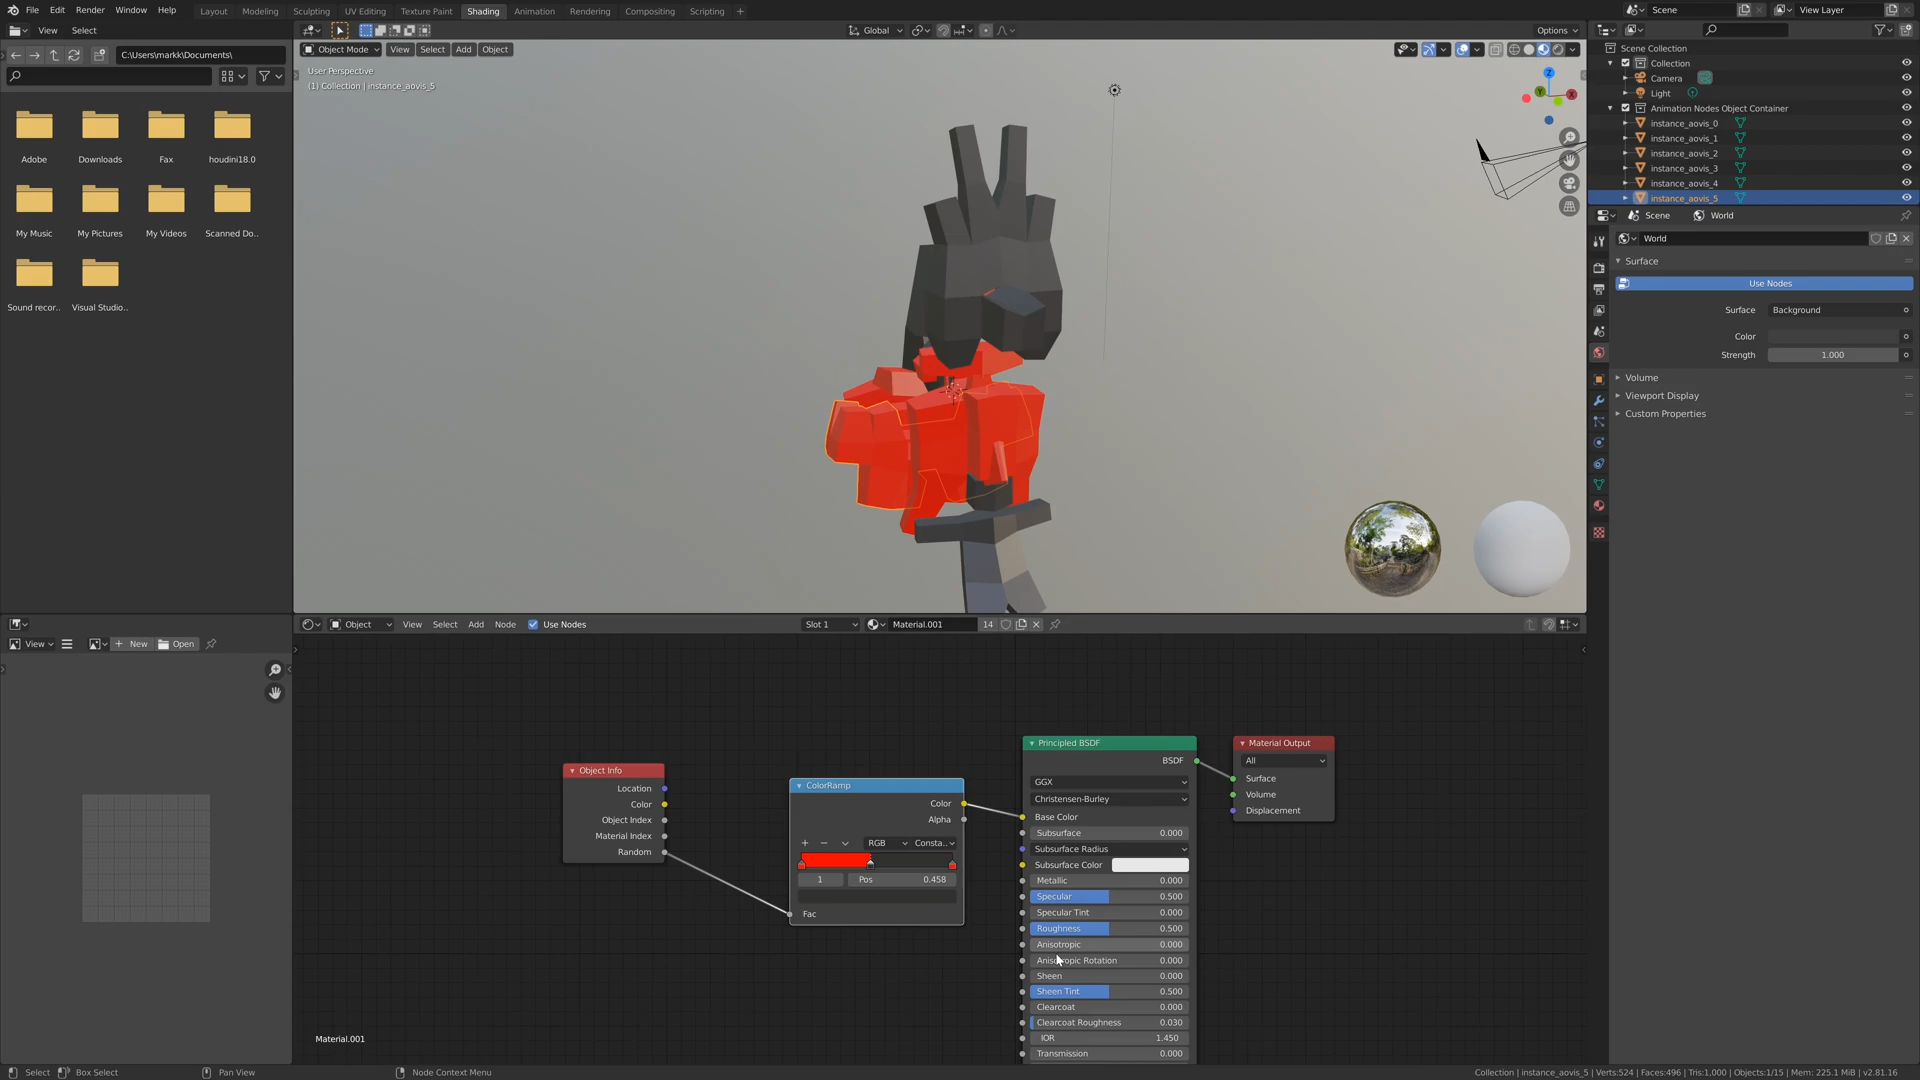 File Edit Render Window Help Layout Modeling Sculpting UV Editing Texture Paint Shading Animation Rendering Compositing Scripting + Scene View Layer
View Select Global Options
C:\Users\markk\Documents\ Object Mode View Select Add Object
Adobe Downloads Fax houdini18.0
My Music My Pictures My Videos Scanned Do..
Sound recor.. Visual Studio..
User Perspective
(1) Collection | instance_aovis_5
Z
Y
X
Scene Collection
Collection
Camera
Light
Animation Nodes Object Container
instance_aovis_0
instance_aovis_1
instance_aovis_2
instance_aovis_3
instance_aovis_4
instance_aovis_5
Scene World
World
Surface
Use Nodes
Surface Background
Color
Strength 1.000
Volume
Viewport Display
Custom Properties
View + New Open
Object View Select Add Node Use Nodes Slot 1 Material.001 14
Object Info
Location
Color
Object Index
Material Index
Random
ColorRamp
Color
Alpha
+ − RGB Consta..
1 Pos 0.458
Fac
Principled BSDF
BSDF
GGX
Christensen-Burley
Base Color
Subsurface 0.000
Subsurface Radius
Subsurface Color
Metallic 0.000
Specular 0.500
Specular Tint 0.000
Roughness 0.500
Anisotropic 0.000
Anisotropic Rotation 0.000
Sheen 0.000
Sheen Tint 0.500
Clearcoat 0.000
Clearcoat Roughness 0.030
IOR 1.450
Transmission 0.000
Material Output
All
Surface
Volume
Displacement
Material.001
Select Box Select Pan View Node Context Menu Collection | instance_aovis_5 | Verts:524 | Faces:496 | Tris:1,000 | Objects:1/15 | Mem: 225.1 MiB | v2.81.16